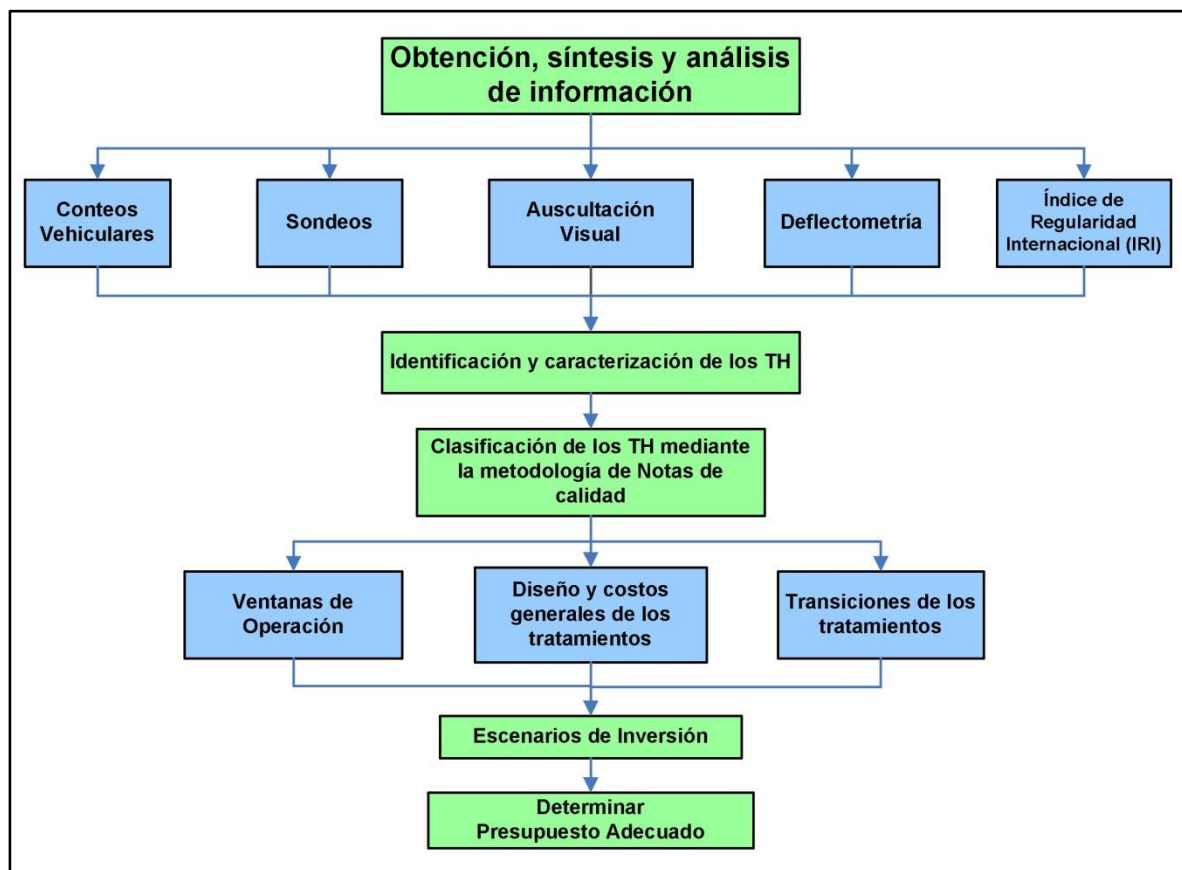 Obtención, síntesis y análisis
de información
Conteos
Vehiculares
Sondeos
Auscultación
Visual
Deflectometría
Índice de
Regularidad
Internacional (IRI)
Identificación y caracterización de los TH
Clasificación de los TH mediante
la metodología de Notas de
calidad
Ventanas de
Operación
Diseño y costos
generales de los
tratamientos
Transiciones de los
tratamientos
Escenarios de Inversión
Determinar
Presupuesto Adecuado